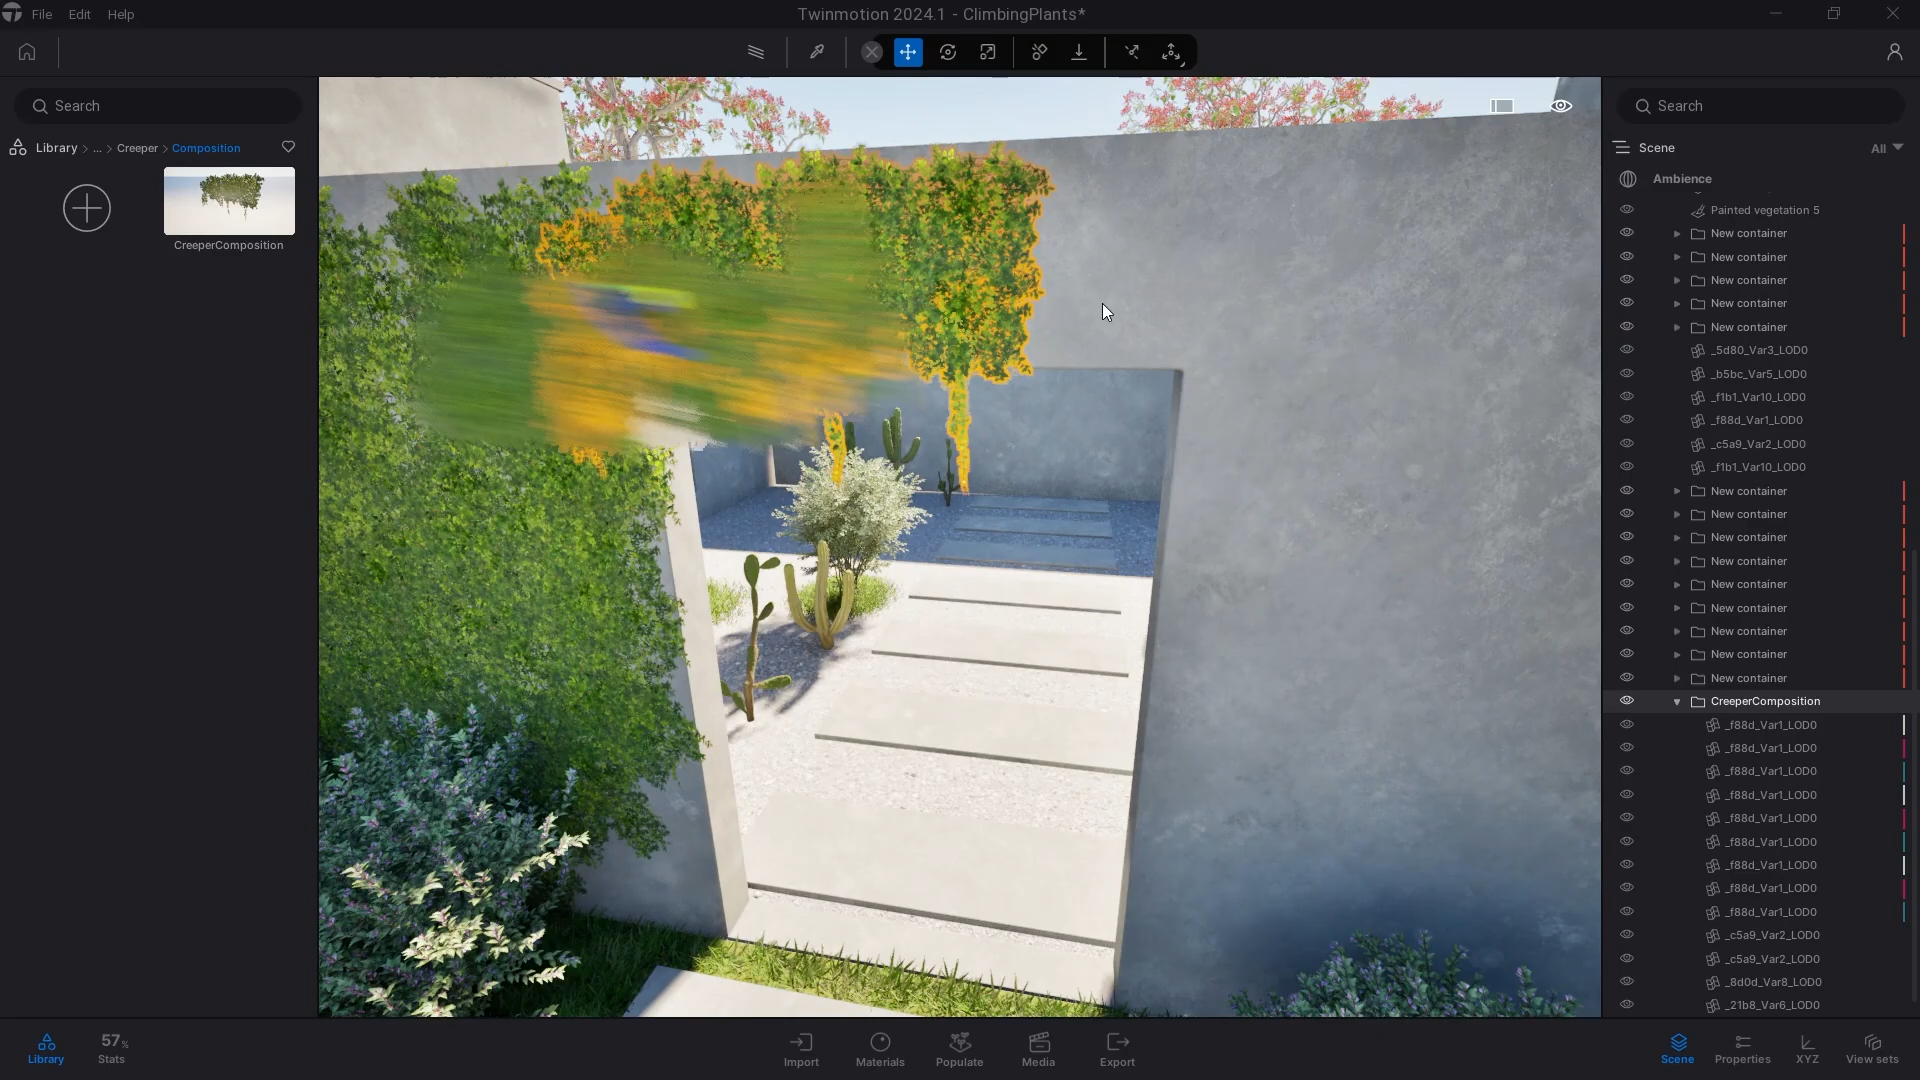 File Edit Help
Twinmotion 2024.1 - ClimbingPlants*
Search
Library > ... > Creeper > Composition
CreeperComposition
Search
Scene
All
Ambience
Painted vegetation 5
New container
New container
New container
New container
New container
_5d80_Var3_LOD0
_b5bc_Var5_LOD0
_f1b1_Var10_LOD0
_f88d_Var1_LOD0
_c5a9_Var2_LOD0
_f1b1_Var10_LOD0
New container
New container
New container
New container
New container
New container
New container
New container
New container
CreeperComposition
_f88d_Var1_LOD0
_f88d_Var1_LOD0
_f88d_Var1_LOD0
_f88d_Var1_LOD0
_f88d_Var1_LOD0
_f88d_Var1_LOD0
_f88d_Var1_LOD0
_f88d_Var1_LOD0
_f88d_Var1_LOD0
_c5a9_Var2_LOD0
_c5a9_Var2_LOD0
_8d0d_Var8_LOD0
_21b8_Var6_LOD0
Library
57%
Stats
Import
Materials
Populate
Media
Export
Scene
Properties
XYZ
View sets